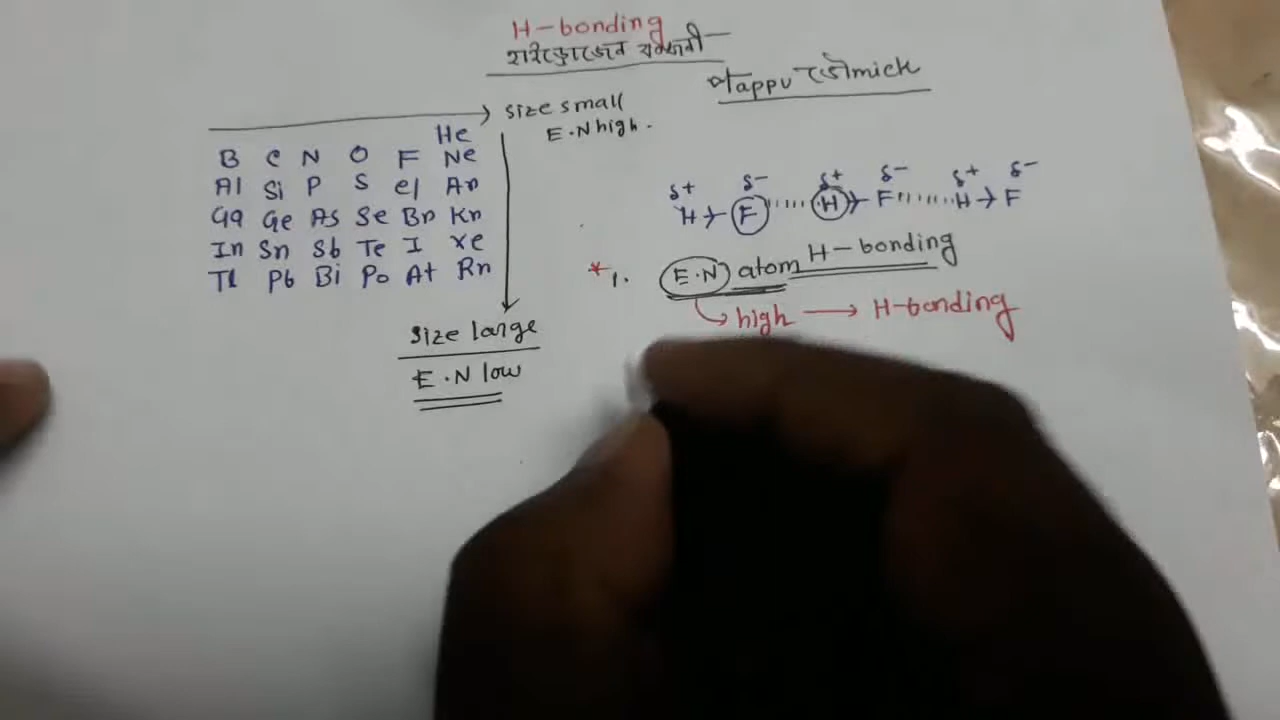 H-bonding
হাইড্রোজেন বন্ধনী
size small
E.N high.
He
B C N O F Ne
Al Si P S Cl Ar
Ga Ge As Se Br Kr
In Sn Sb Te I Xe
Tl Pb Bi Po At Rn
size large
E.N low
δ+ δ- δ+ δ- δ+ δ-
H F H F H F
* 1. E.N atom H-bonding
high → H-bonding